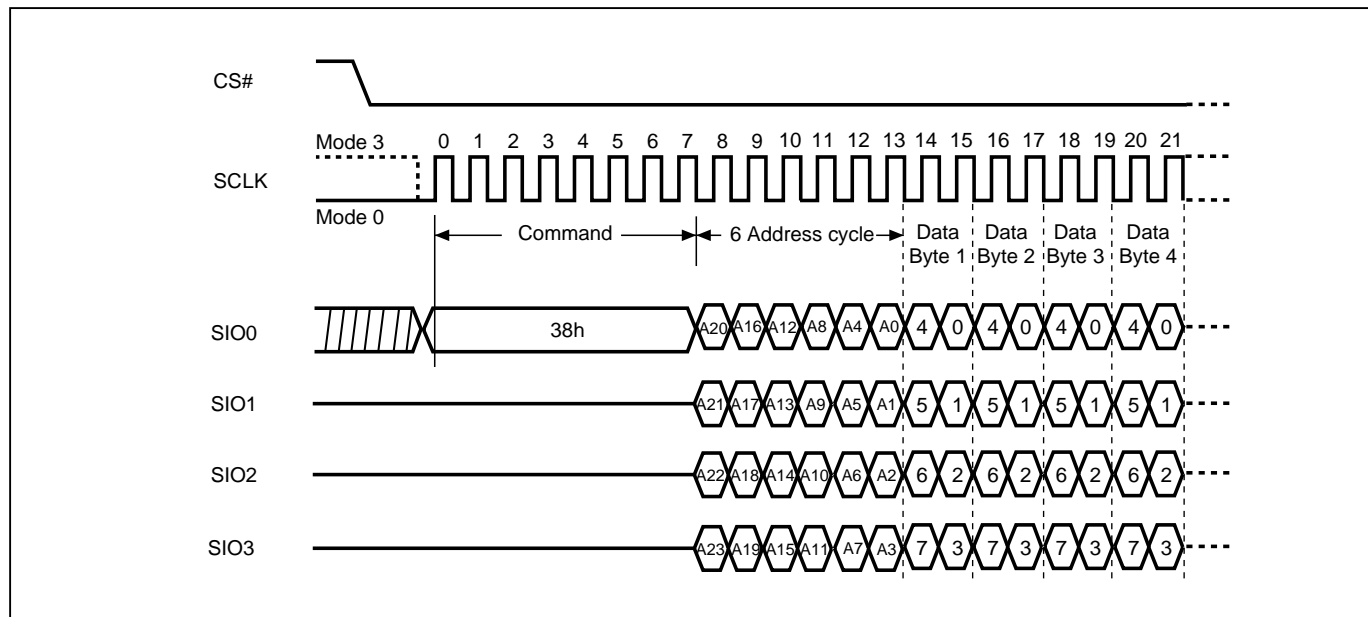 CS#
Mode 3
0 1 2 3 4 5 6 7 8 9 10 11 12 13 14 15 16 17 18 19 20 21
SCLK
Mode 0
Command
6 Address cycle
Data Byte 1
Data Byte 2
Data Byte 3
Data Byte 4
SIO0
38h
A20 A16 A12 A8 A4 A0 4 0 4 0 4 0 4 0
SIO1
A21 A17 A13 A9 A5 A1 5 1 5 1 5 1 5 1
SIO2
A22 A18 A14 A10 A6 A2 6 2 6 2 6 2 6 2
SIO3
A23 A19 A15 A11 A7 A3 7 3 7 3 7 3 7 3